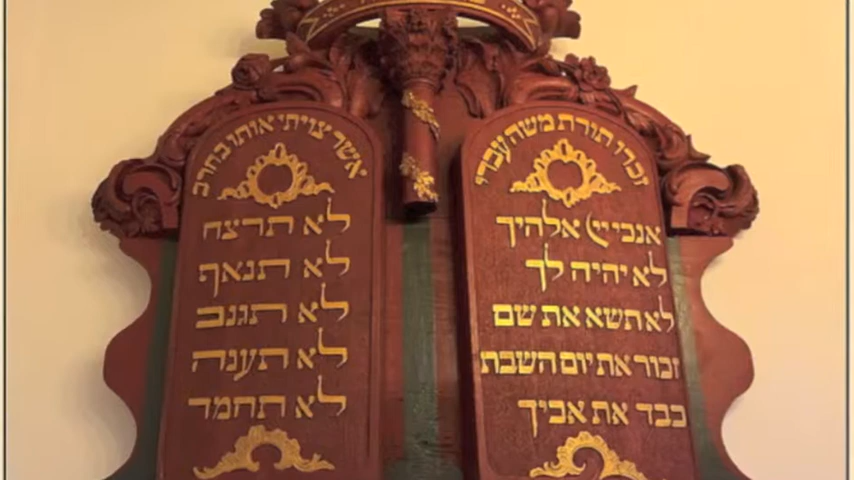 זכרו תורת משה עבדי
אנכי יי אלהיך
לא יהיה לך
לא תשא את שם
זכור את יום השבת
כבד את אביך
אשר צויתי אותו בחרב
לא תרצח
לא תנאף
לא תגנב
לא תענה
לא תחמד